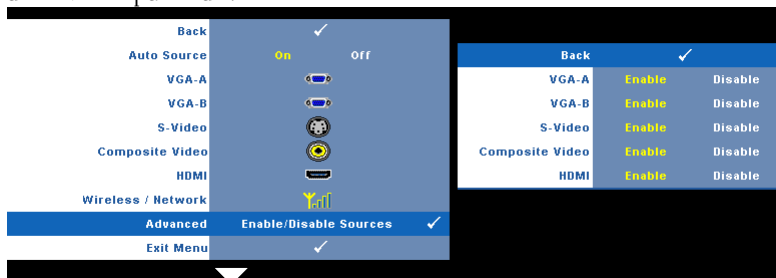 Back
Auto Source On Off
VGA-A
VGA-B
S-Video
Composite Video
HDMI
Wireless / Network
Advanced Enable/Disable Sources
Exit Menu
Back
VGA-A Enable Disable
VGA-B Enable Disable
S-Video Enable Disable
Composite Video Enable Disable
HDMI Enable Disable